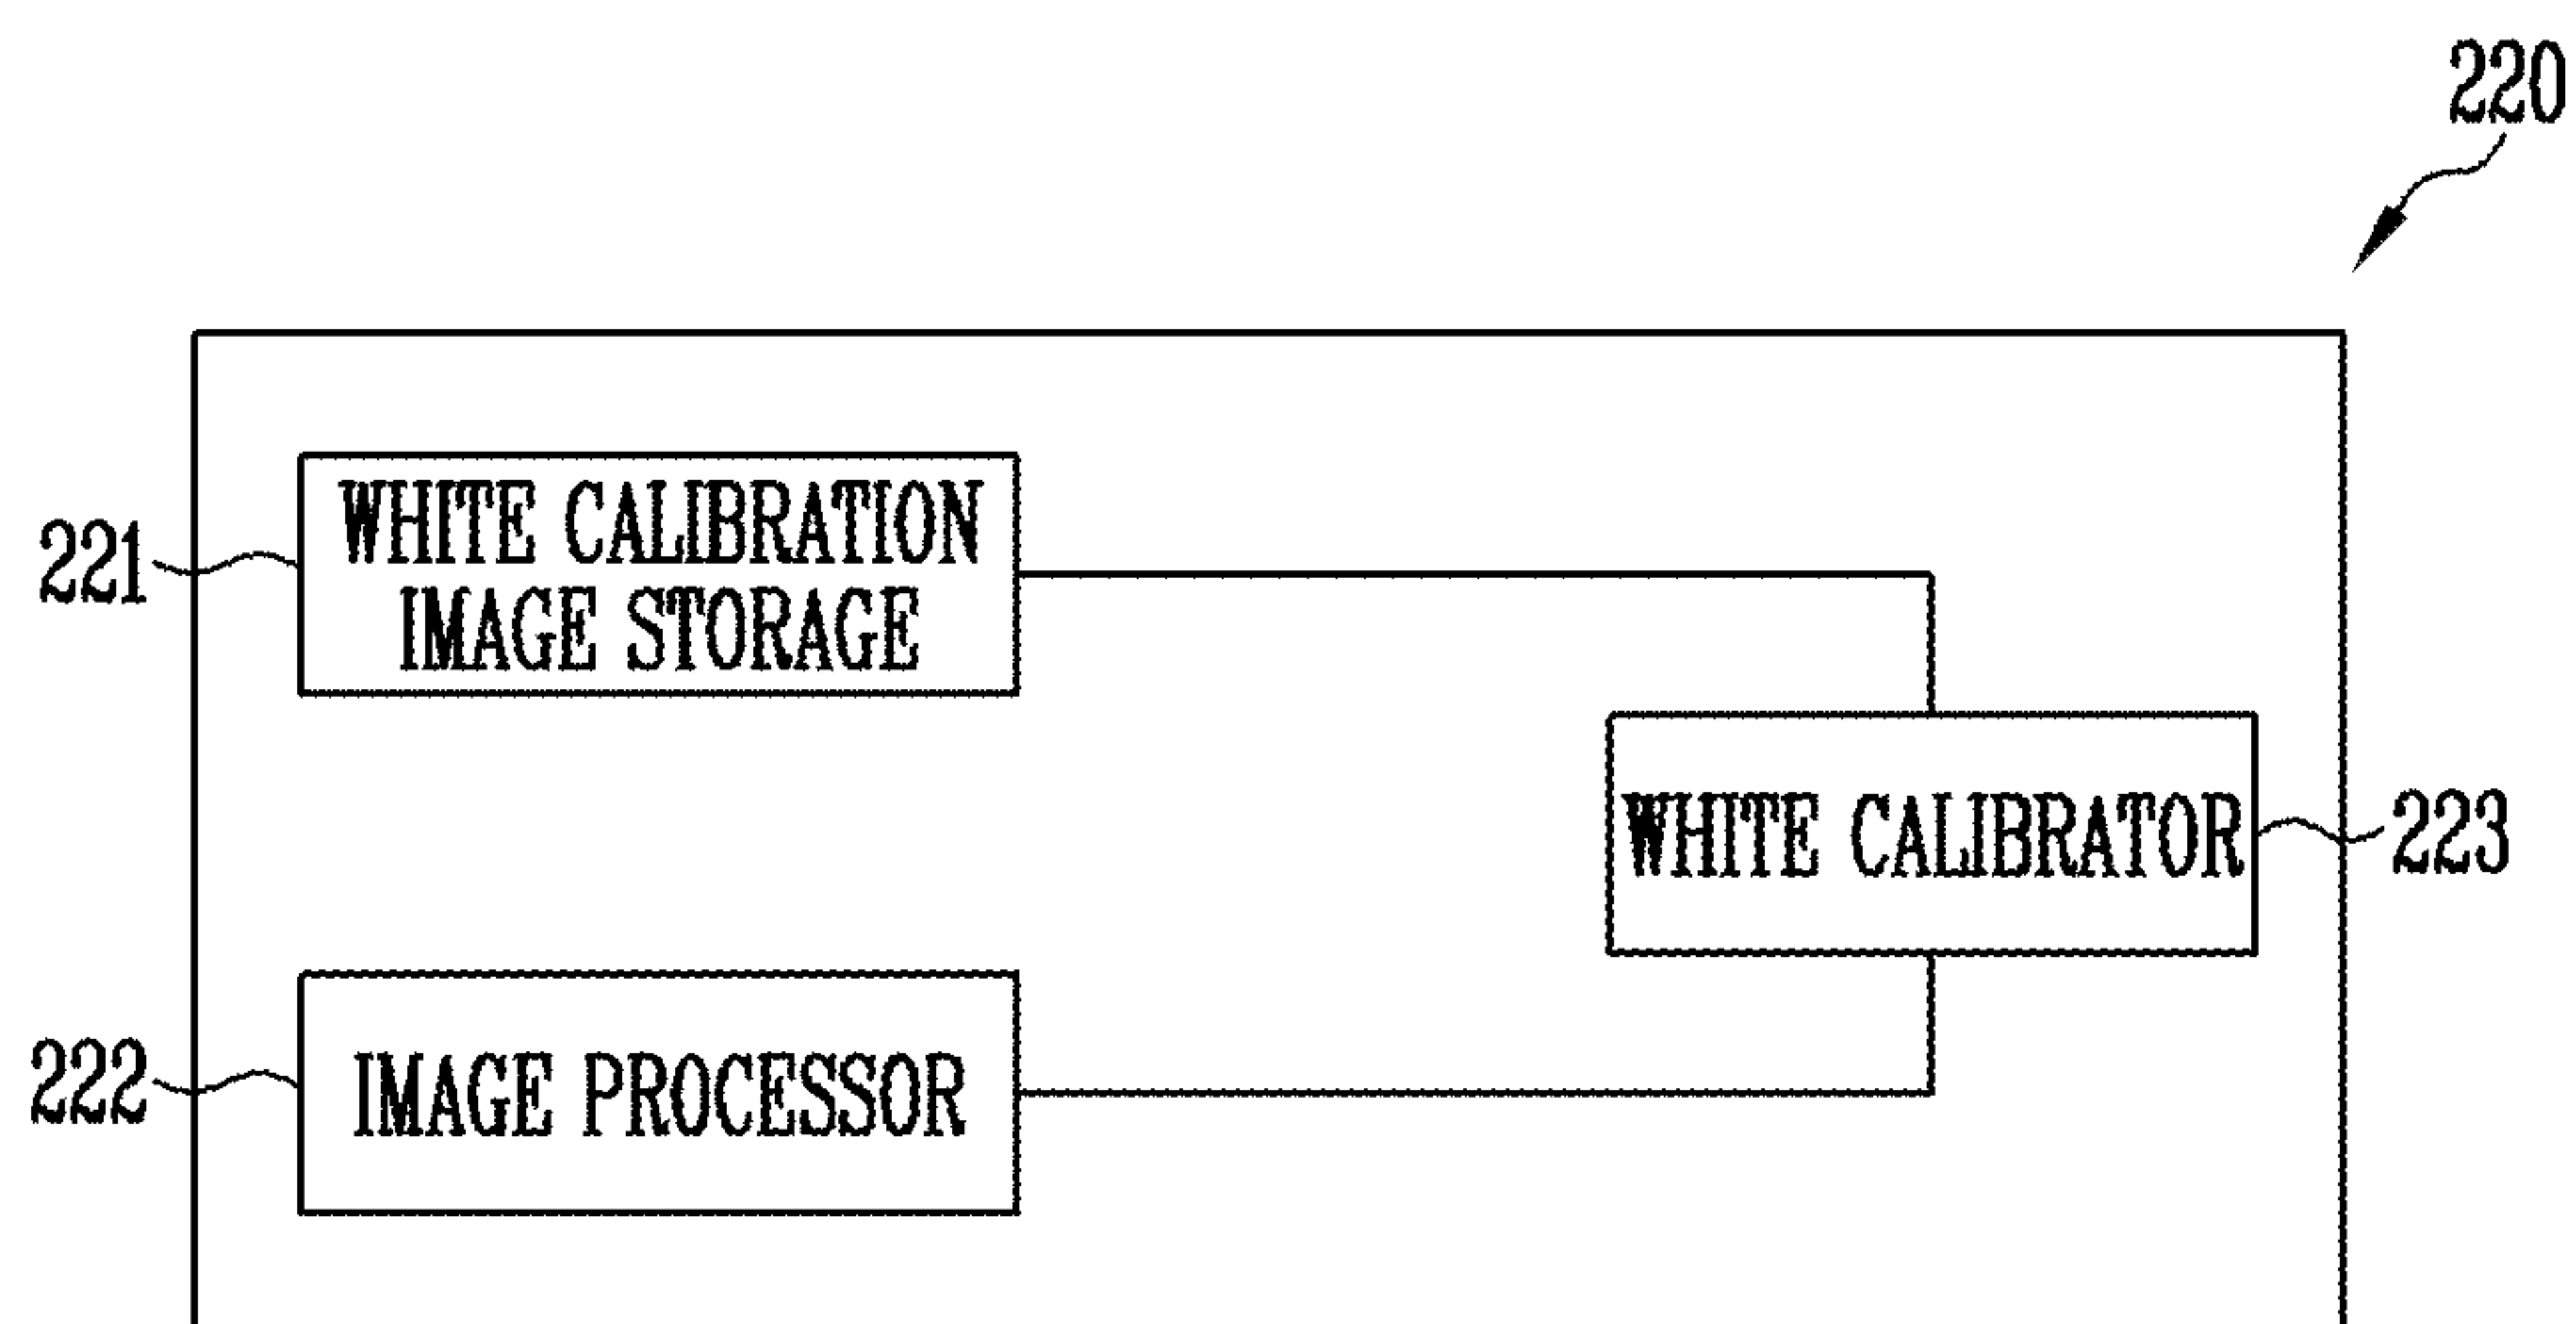 220
221
WHITE CALIBRATION
IMAGE STORAGE
WHITE CALIBRATOR
223
222
IMAGE PROCESSOR